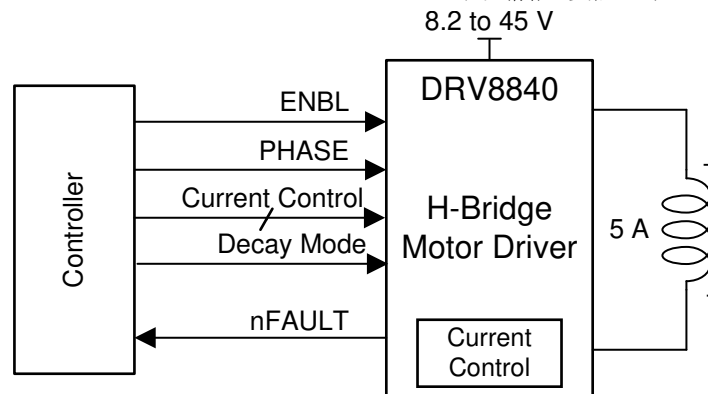 8.2 to 45 V
DRV8840
Controller
ENBL
PHASE
Current Control
Decay Mode
nFAULT
H-Bridge
Motor Driver
5 A
Current
Control